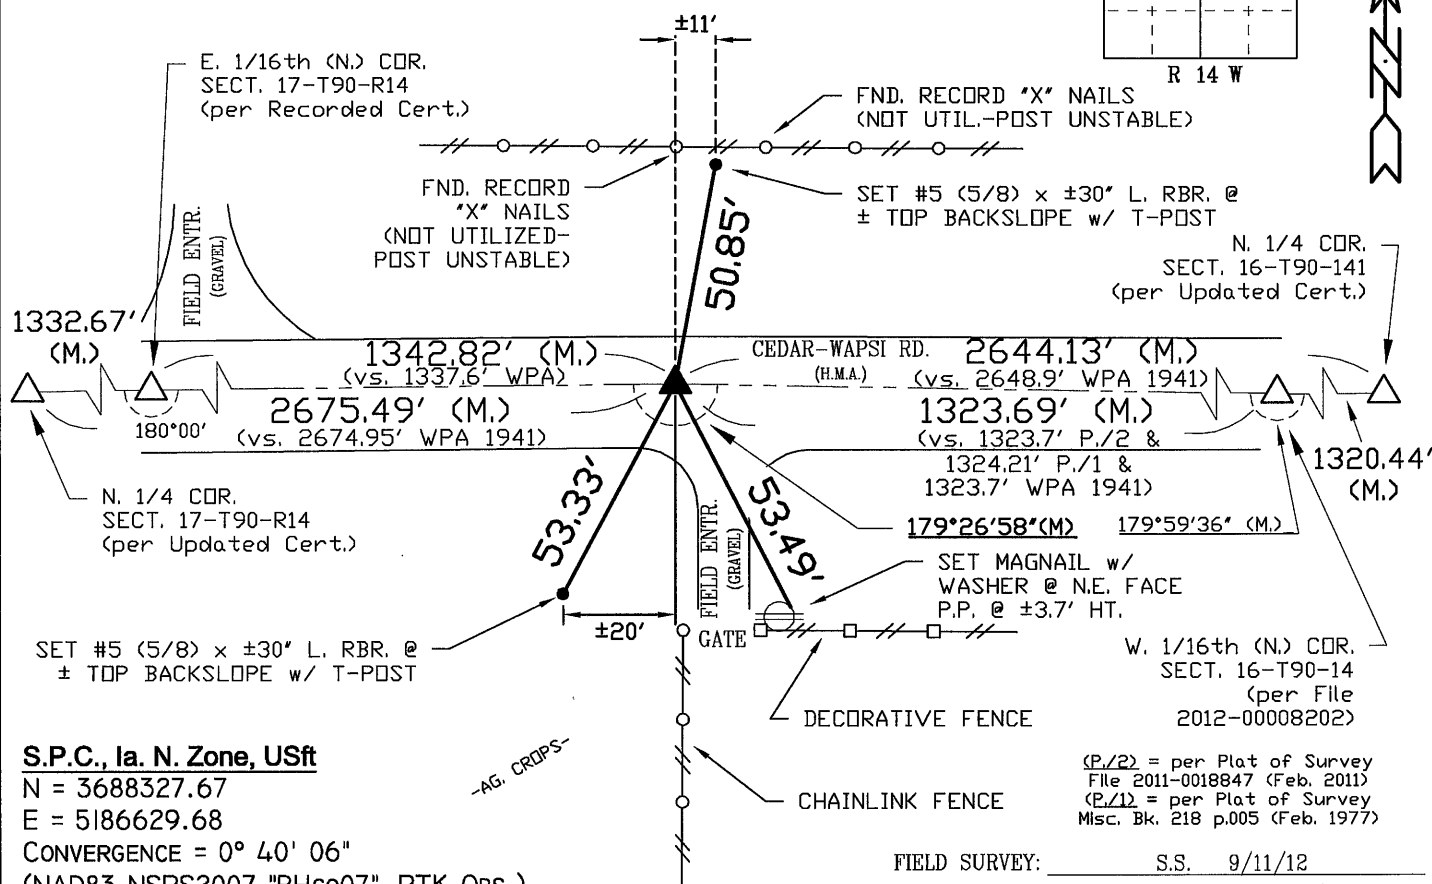 ±11'
R 14 W
E. 1/16th (N.) COR.
SECT. 17-T90-R14
(per Recorded Cert.)
FND. RECORD "X" NAILS
(NOT UTIL.-POST UNSTABLE)
FND. RECORD
"X" NAILS
(NOT UTILIZED-
POST UNSTABLE)
SET #5 (5/8) x ±30" L. RBR. @
± TOP BACKSLOPE w/ T-POST
N. 1/4 COR.
SECT. 16-T90-141
(per Updated Cert.)
FIELD ENTR.
(GRAVEL)
50.85'
1332.67'
(M.)
1342.82' (M.)
(vs. 1337.6' WPA)
CEDAR-WAPSI RD.
(H.M.A.)
2644.13' (M.)
(vs. 2648.9' WPA 1941)
180°00'
2675.49' (M.)
(vs. 2674.95' WPA 1941)
1323.69' (M.)
(vs. 1323.7' P./2 &
1324.21' P./1 &
1323.7' WPA 1941)
1320.44'
(M.)
N. 1/4 COR.
SECT. 17-T90-R14
(per Updated Cert.)
53.33'
53.49'
FIELD ENTR.
(GRAVEL)
179°26'58"(M)
179°59'36" (M.)
SET MAGNAIL w/
WASHER @ N.E. FACE
P.P. @ ±3.7' HT.
±20'
GATE
SET #5 (5/8) x ±30" L. RBR. @
± TOP BACKSLOPE w/ T-POST
W. 1/16th (N.) COR.
SECT. 16-T90-14
(per File
2012-00008202)
DECORATIVE FENCE
-AG. CROPS-
CHAINLINK FENCE
S.P.C., Ia. N. Zone, USft
N = 3688327.67
E = 5186629.68
CONVERGENCE = 0° 40' 06"
(P./2) = per Plat of Survey
File 2011-0018847 (Feb. 2011)
(P./1) = per Plat of Survey
Misc. Bk. 218 p.005 (Feb. 1977)
FIELD SURVEY: S.S. 9/11/12